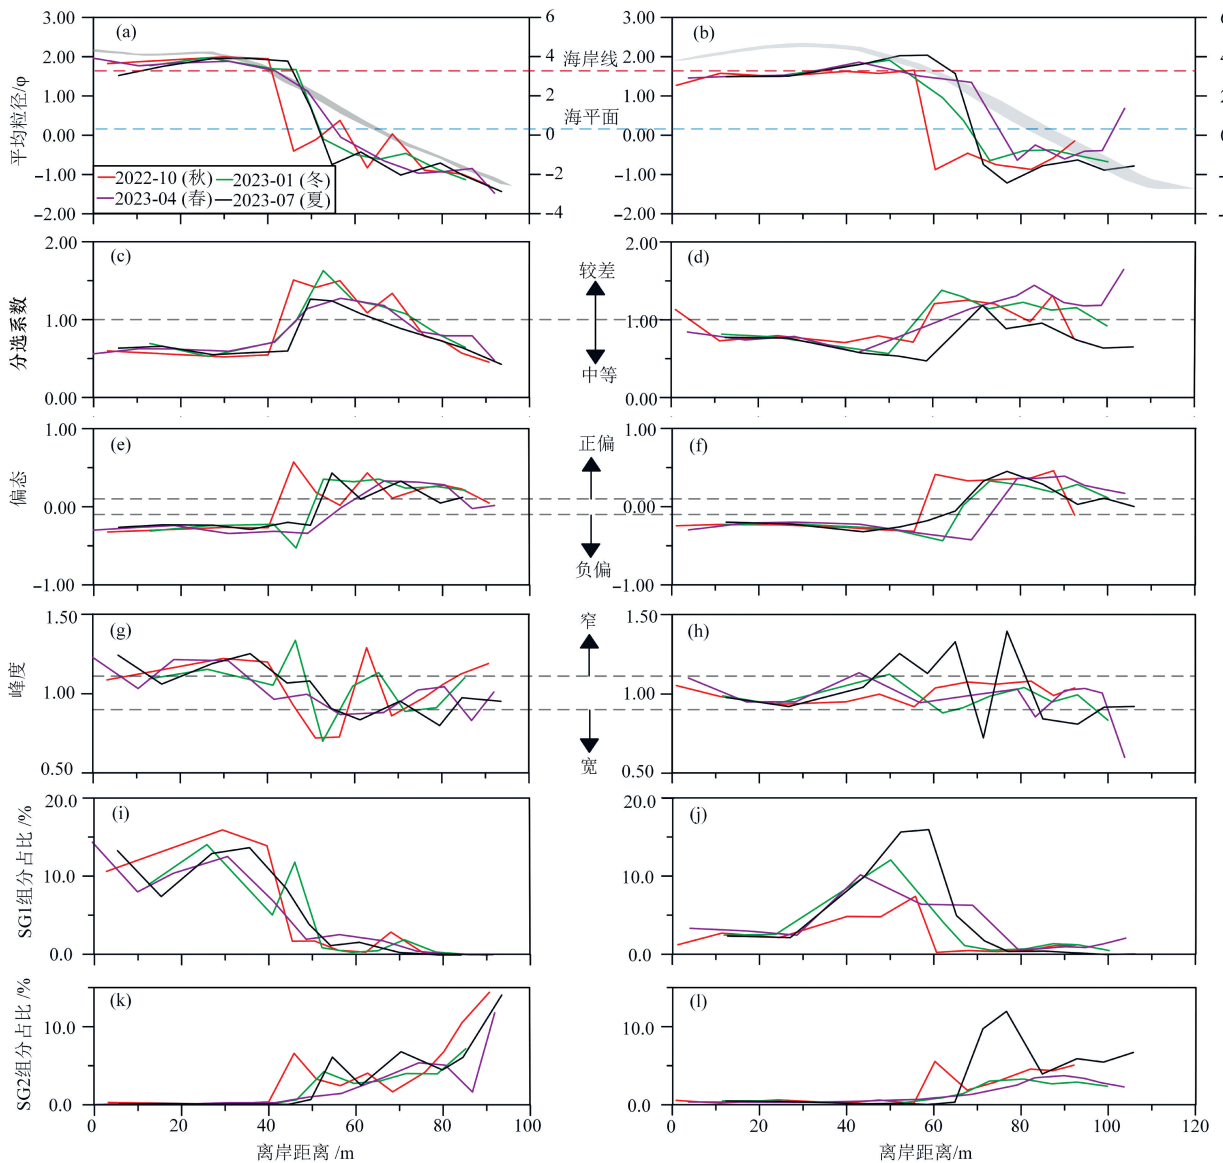 3.00 (a) 6 3.00 (b) 6
2.00 4 海岸线 2.00 4
1.00 2 1.00 2
0.00 0 海平面 0.00 0
−1.00 −2 −1.00
−2.00 −4 −2.00
平均粒径/φ
2022-10 (秋) 2023-01 (冬)
2023-04 (春) 2023-07 (夏)
2.00 (c) 较差 2.00 (d)
1.00 1.00
0.00 中等 0.00
分选系数
1.00 (e) 正偏 1.00 (f)
0.00 0.00
−1.00 负偏 −1.00
偏态
1.50 (g) 窄 1.50 (h)
1.00 1.00
0.50 宽 0.50
峰度
20.0 (i) 20.0 (j)
10.0 10.0
0.0 0.0
SG1组分占比 /%
(k) (l)
10.0 10.0
0.0 0.0
SG2组分占比 /%
0 20 40 60 80 100 0 20 40 60 80 100 120
离岸距离 /m 离岸距离/m